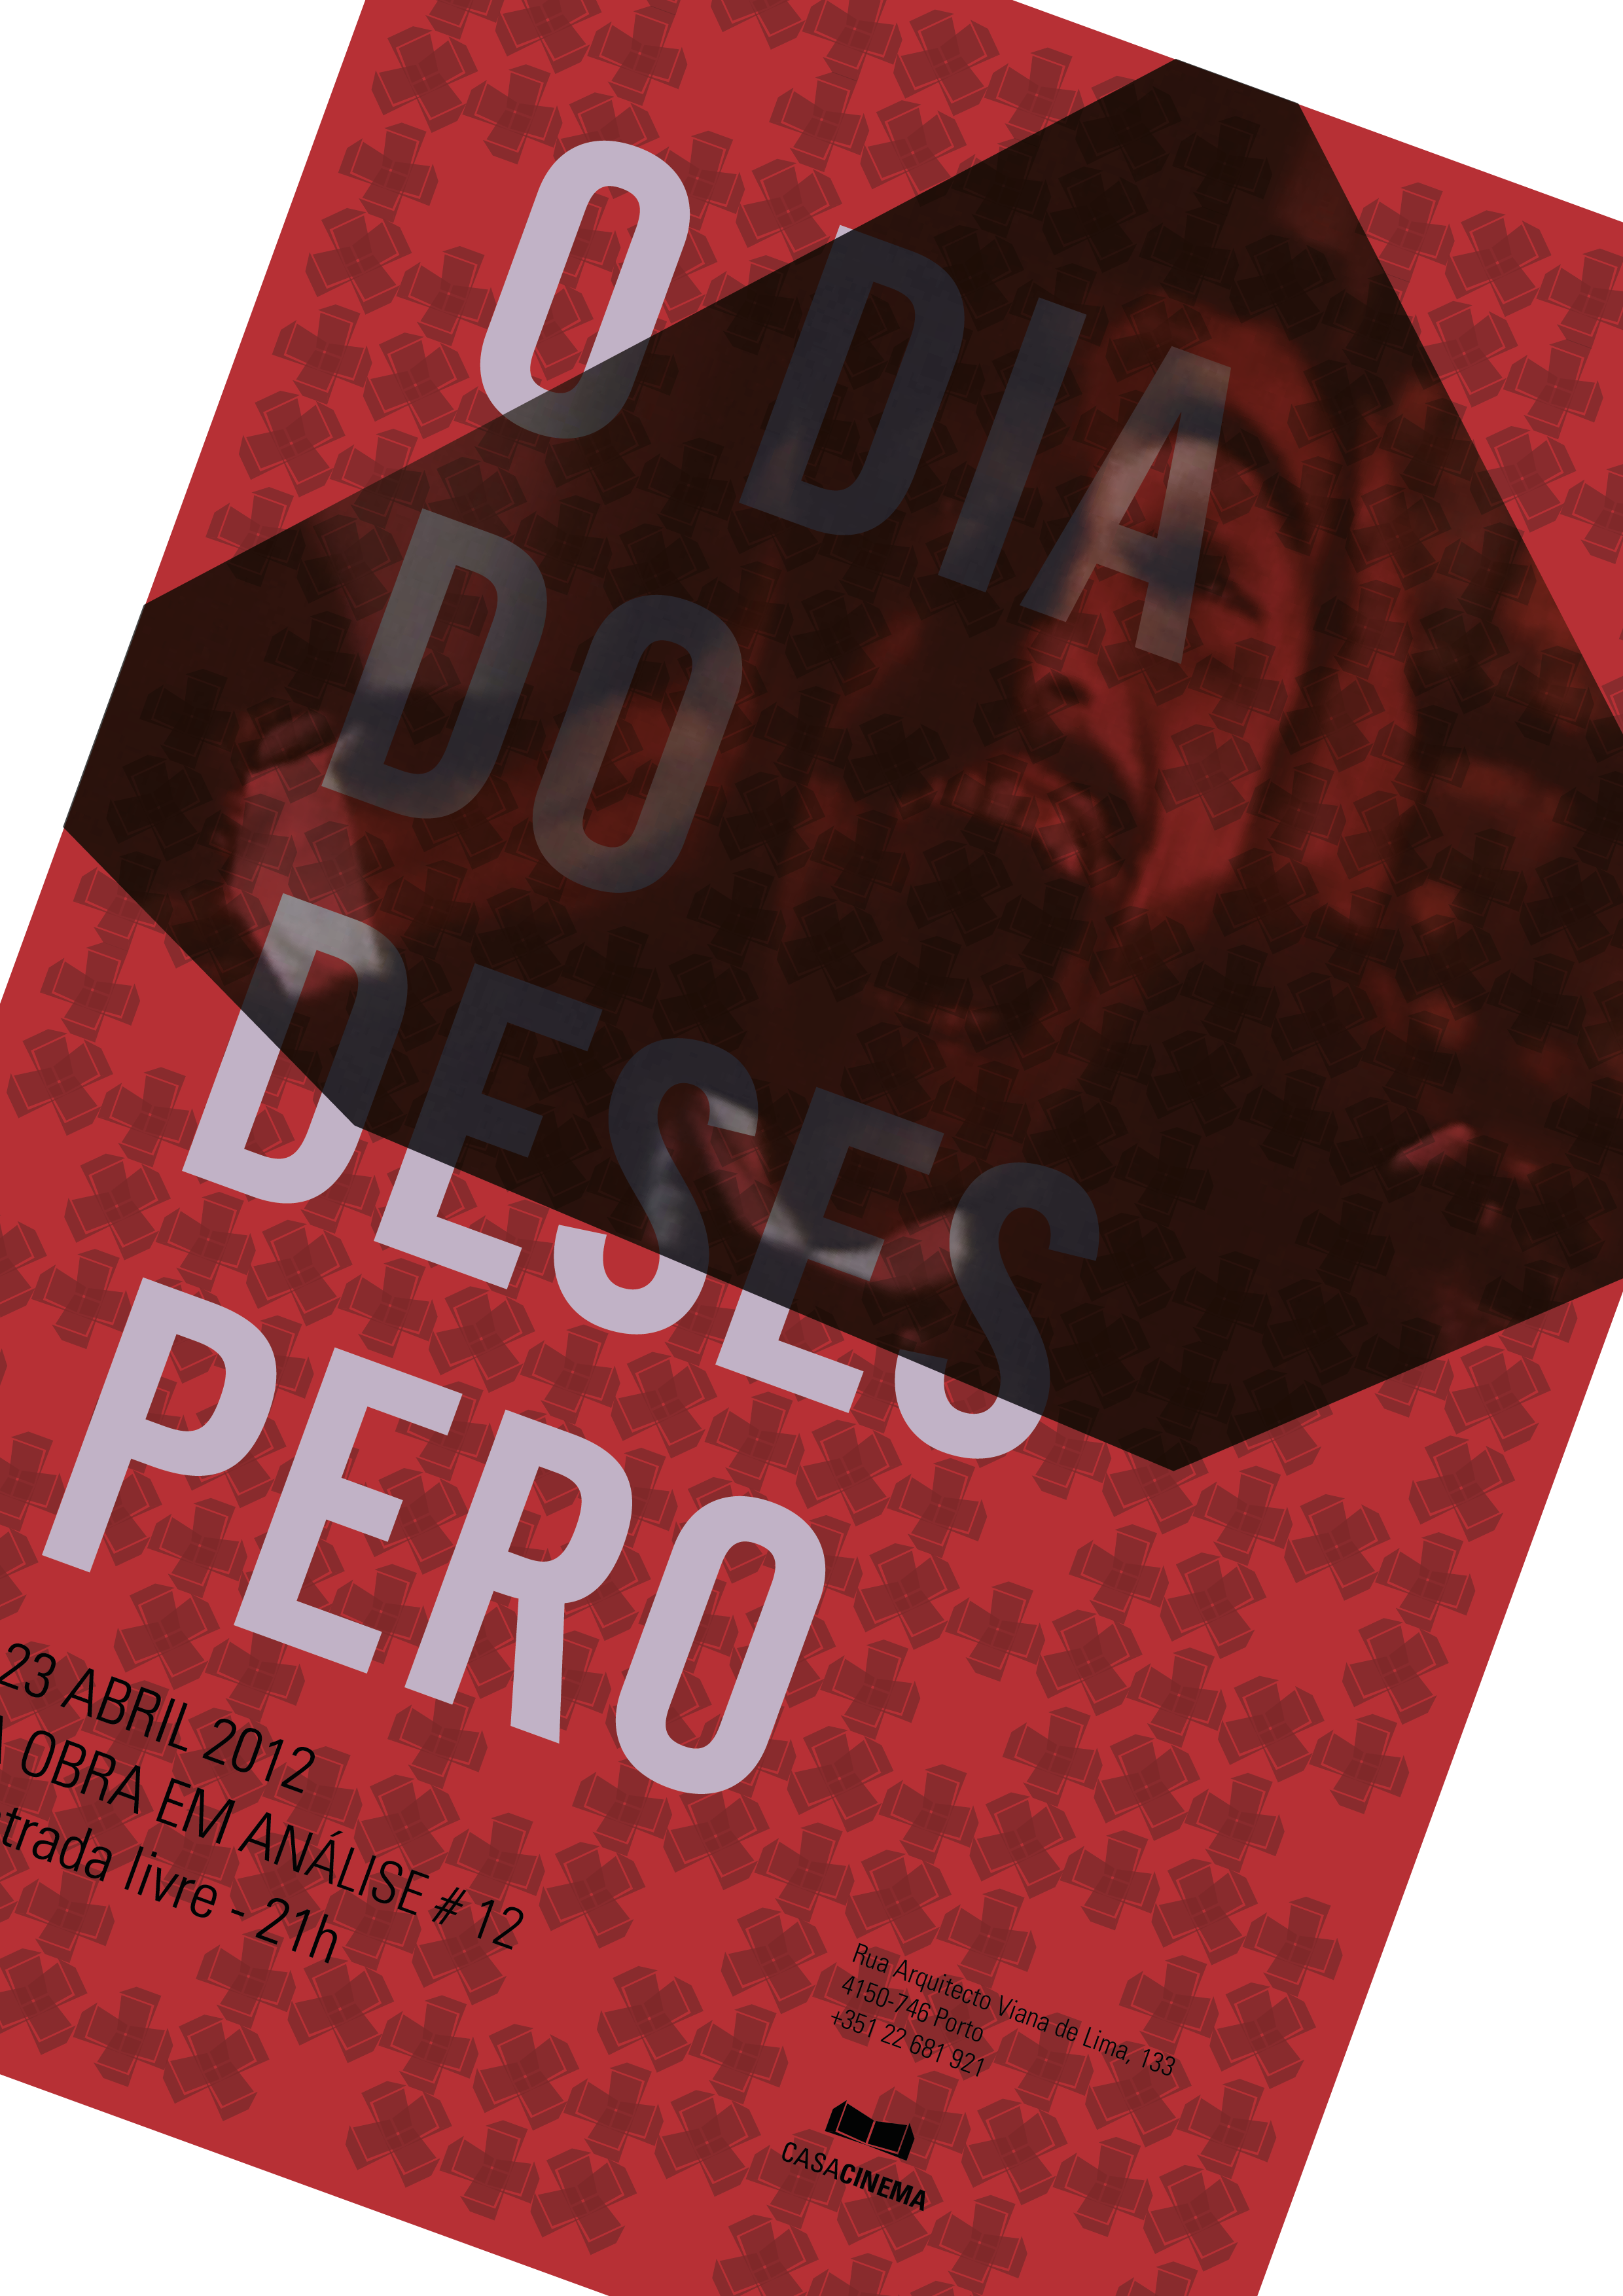 O DIA
DO
DESES
PERO
23 ABRIL 2012
OBRA EM ANÁLISE # 12
trada livre - 21h
Rua Arquitecto Viana de Lima, 133
4150-746 Porto
+351 22 681 921
CASACINEMA